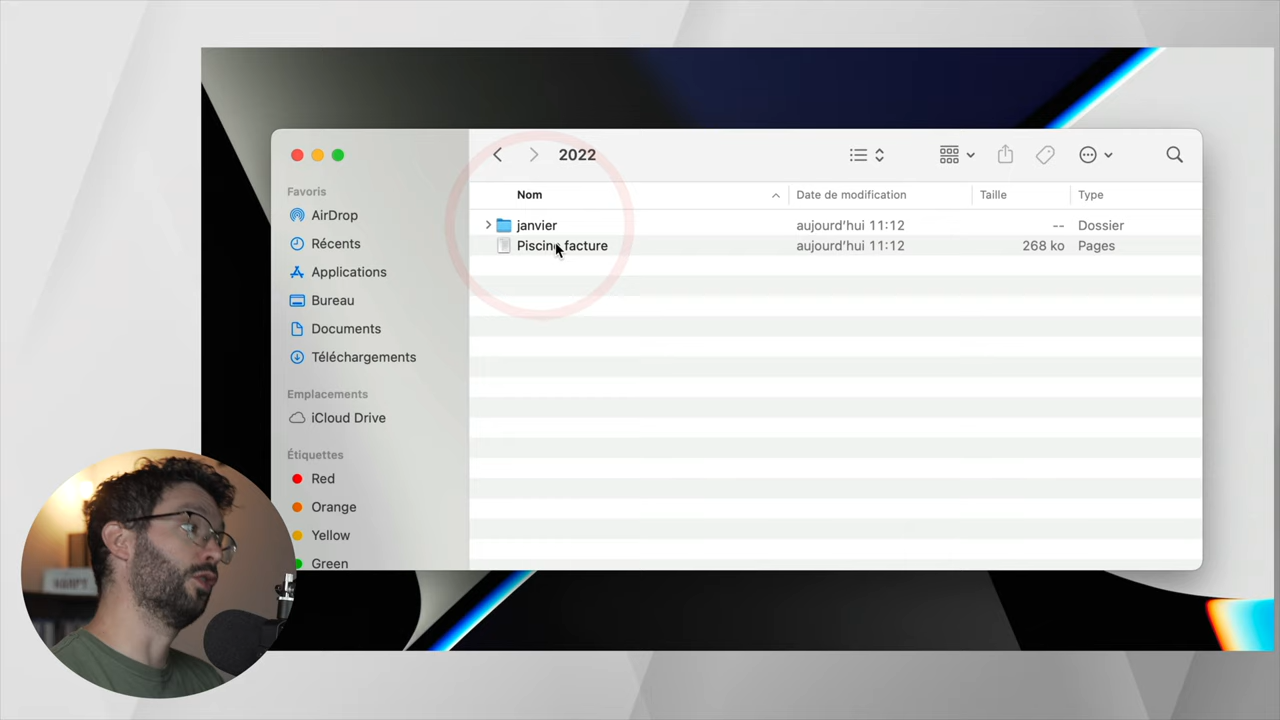 2022
Favoris
AirDrop
Récents
Applications
Bureau
Documents
Téléchargements
Emplacements
iCloud Drive
Étiquettes
Red
Orange
Yellow
Green
Nom Date de modification Taille Type
janvier aujourd'hui 11:12 -- Dossier
Piscine facture aujourd'hui 11:12 268 ko Pages